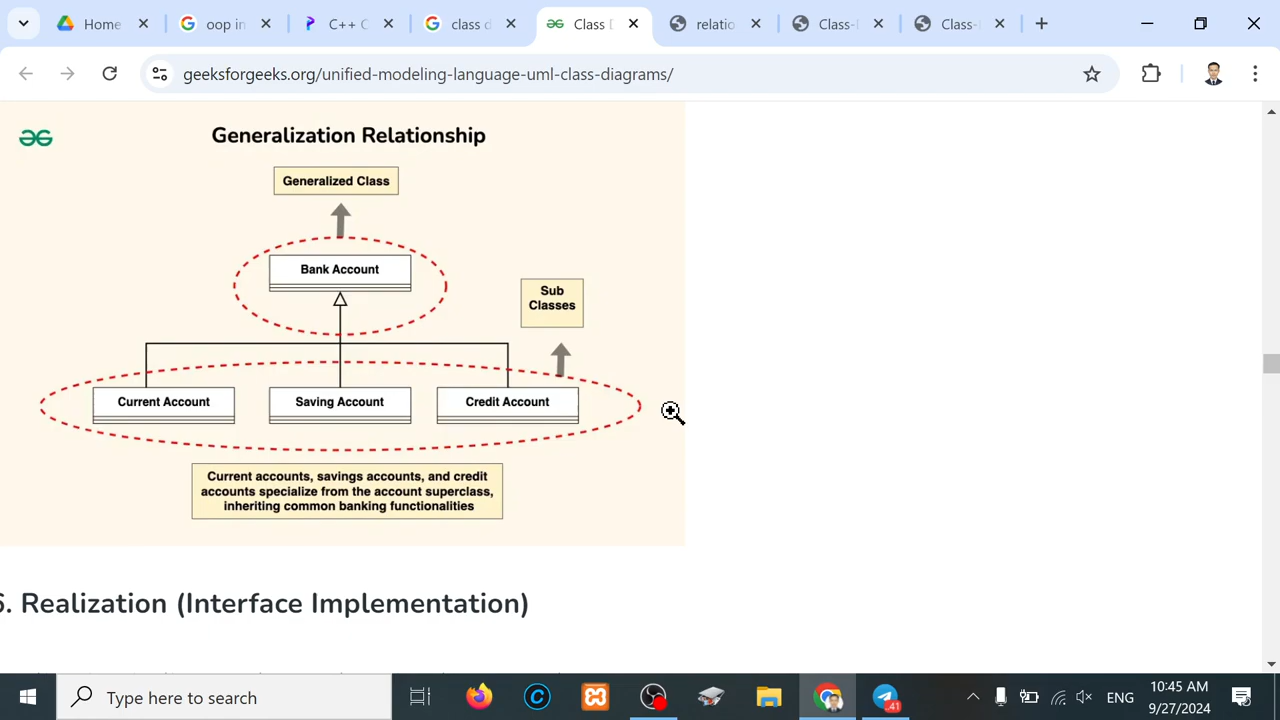 Home
oop in
C++ C
class d
Class D
relatio
Class-
Class-
geeksforgeeks.org/unified-modeling-language-uml-class-diagrams/
Generalization Relationship
Generalized Class
Bank Account
Sub
Classes
Current Account
Saving Account
Credit Account
Current accounts, savings accounts, and credit
accounts specialize from the account superclass,
inheriting common banking functionalities
6. Realization (Interface Implementation)
Type here to search
41
ENG
10:45 AM
9/27/2024